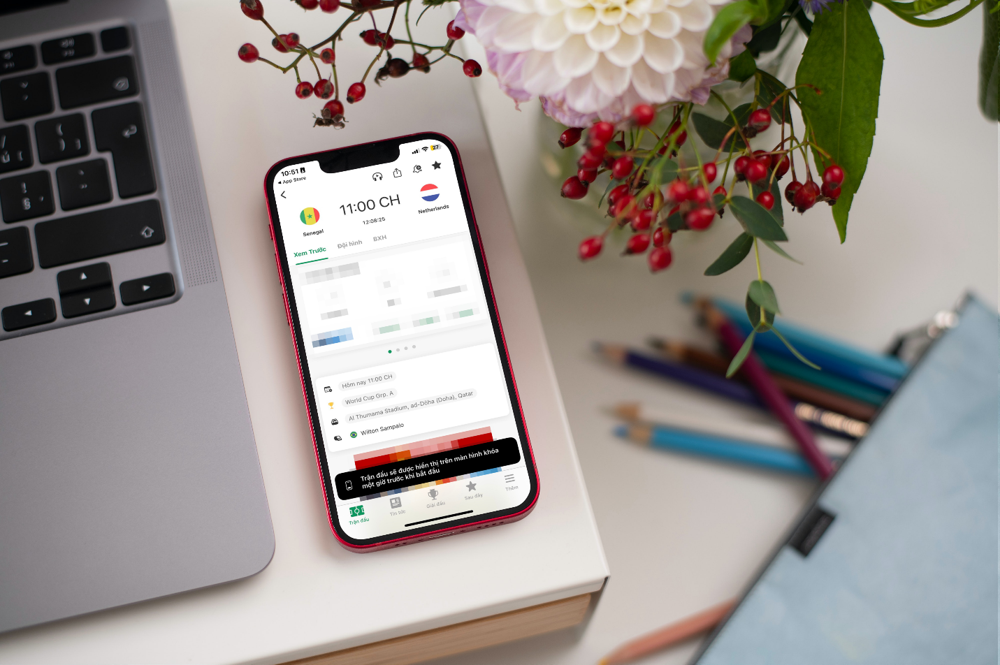 10:51
27
◀ App Store
11:00 CH
12:08:25
Senegal
Netherlands
Xem Trước
Đội hình
BXH
Hôm nay 11:00 CH
World Cup Grp. A
Al Thumama Stadium, ad-Dōha (Doha), Qatar
Wilton Sampaio
Trận đấu sẽ được hiển thị trên màn hình khóa
một giờ trước khi bắt đầu
Trận đấu
Tin tức
Giải đấu
Sau đây
Thêm